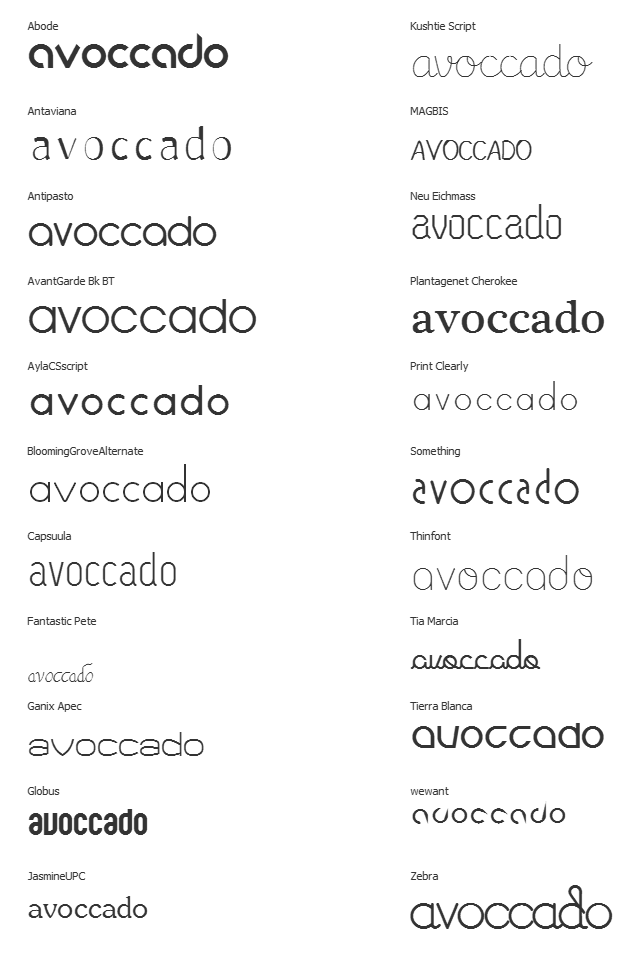 Abode
avoccado
Antaviana
avoccado
Antipasto
avoccado
AvantGarde Bk BT
avoccado
AylaCSscript
avoccado
BloomingGroveAlternate
avoccado
Capsuula
avoccado
Fantastic Pete
avoccado
Ganix Apec
avoccado
Globus
avoccado
JasmineUPC
avoccado
Kushtie Script
avoccado
MAGBIS
AVOCCADO
Neu Eichmass
avoccado
Plantagenet Cherokee
avoccado
Print Clearly
avoccado
Something
avoccado
Thinfont
avoccado
Tia Marcia
avoccado
Tierra Blanca
avoccado
wewant
avoccado
Zebra
avoccado